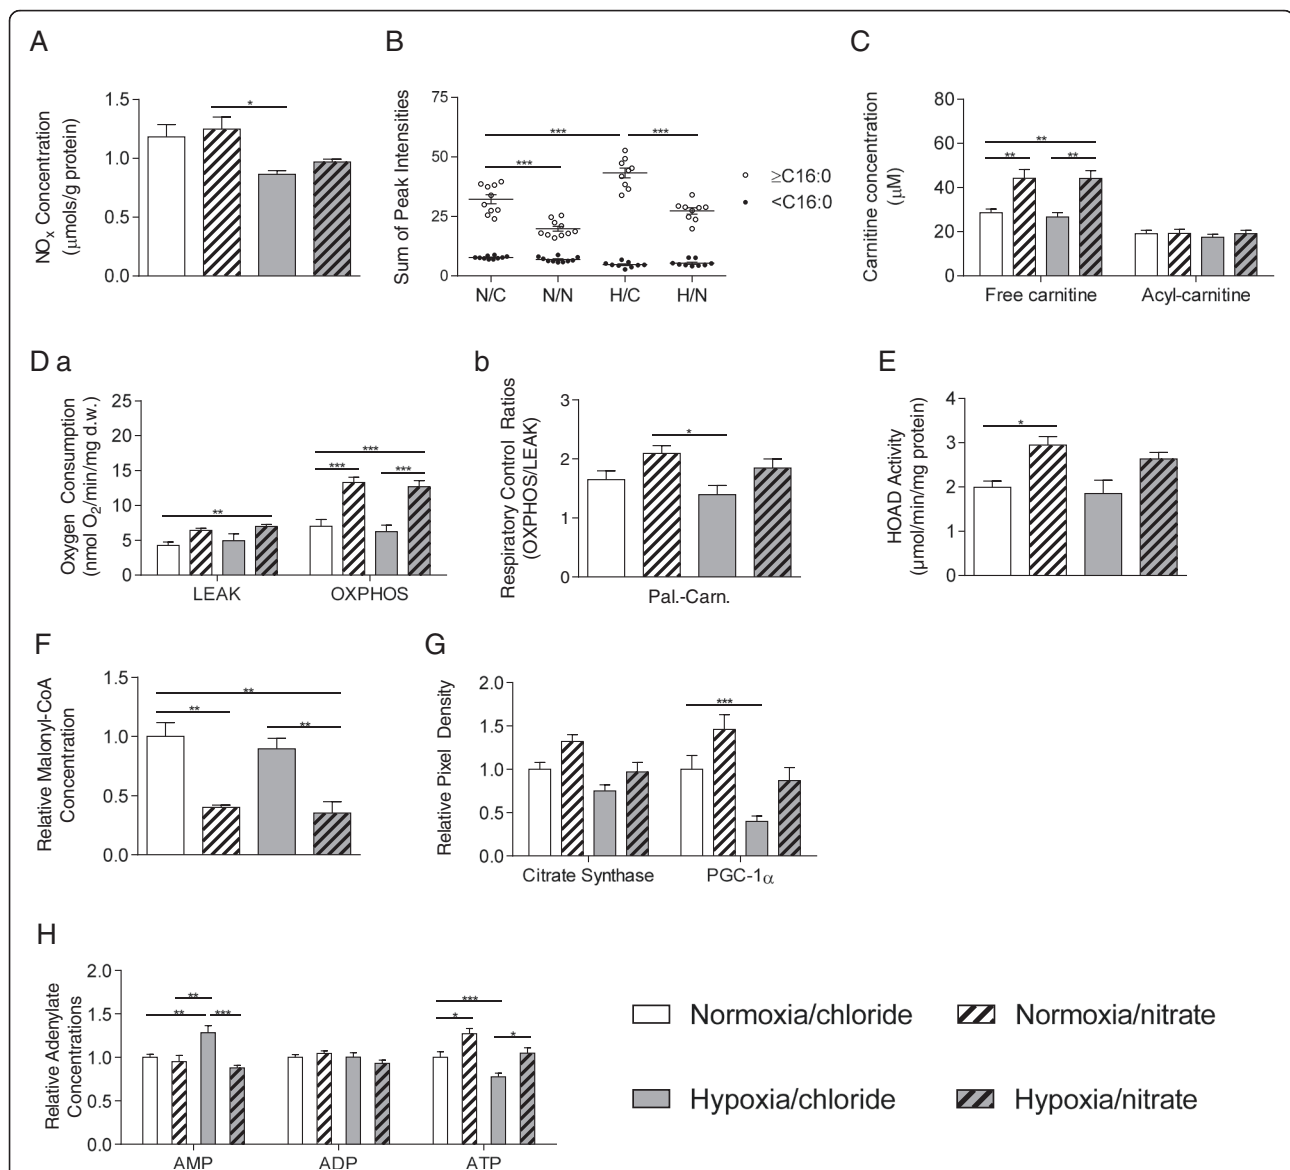 A
NOx Concentration
(μmols/g protein)
1.5
1.0
0.5
0.0
*
B
Sum of Peak Intensities
75
50
25
0
***
***
***
N/C N/N H/C H/N
≥C16:0
<C16:0
C
Carnitine concentration
(μM)
80
60
40
20
0
**
** **
Free carnitine Acyl-carnitine
D a
Oxygen Consumption
(nmol O2/min/mg d.w.)
25
20
15
10
5
0
**
***
*** ***
LEAK OXPHOS
b
Respiratory Control Ratios
(OXPHOS/LEAK)
3
2
1
0
*
Pal.-Carn.
E
HOAD Activity
(μmol/min/mg protein)
4
3
2
1
0
*
F
Relative Malonyl-CoA
Concentration
1.5
1.0
0.5
0.0
**
**
**
G
Relative Pixel Density
2.0
1.5
1.0
0.5
0.0
***
Citrate Synthase PGC-1α
H
Relative Adenylate
Concentrations
2.0
1.5
1.0
0.5
0.0
**
** ***
***
*
*
AMP ADP ATP
Normoxia/chloride Normoxia/nitrate
Hypoxia/chloride Hypoxia/nitrate